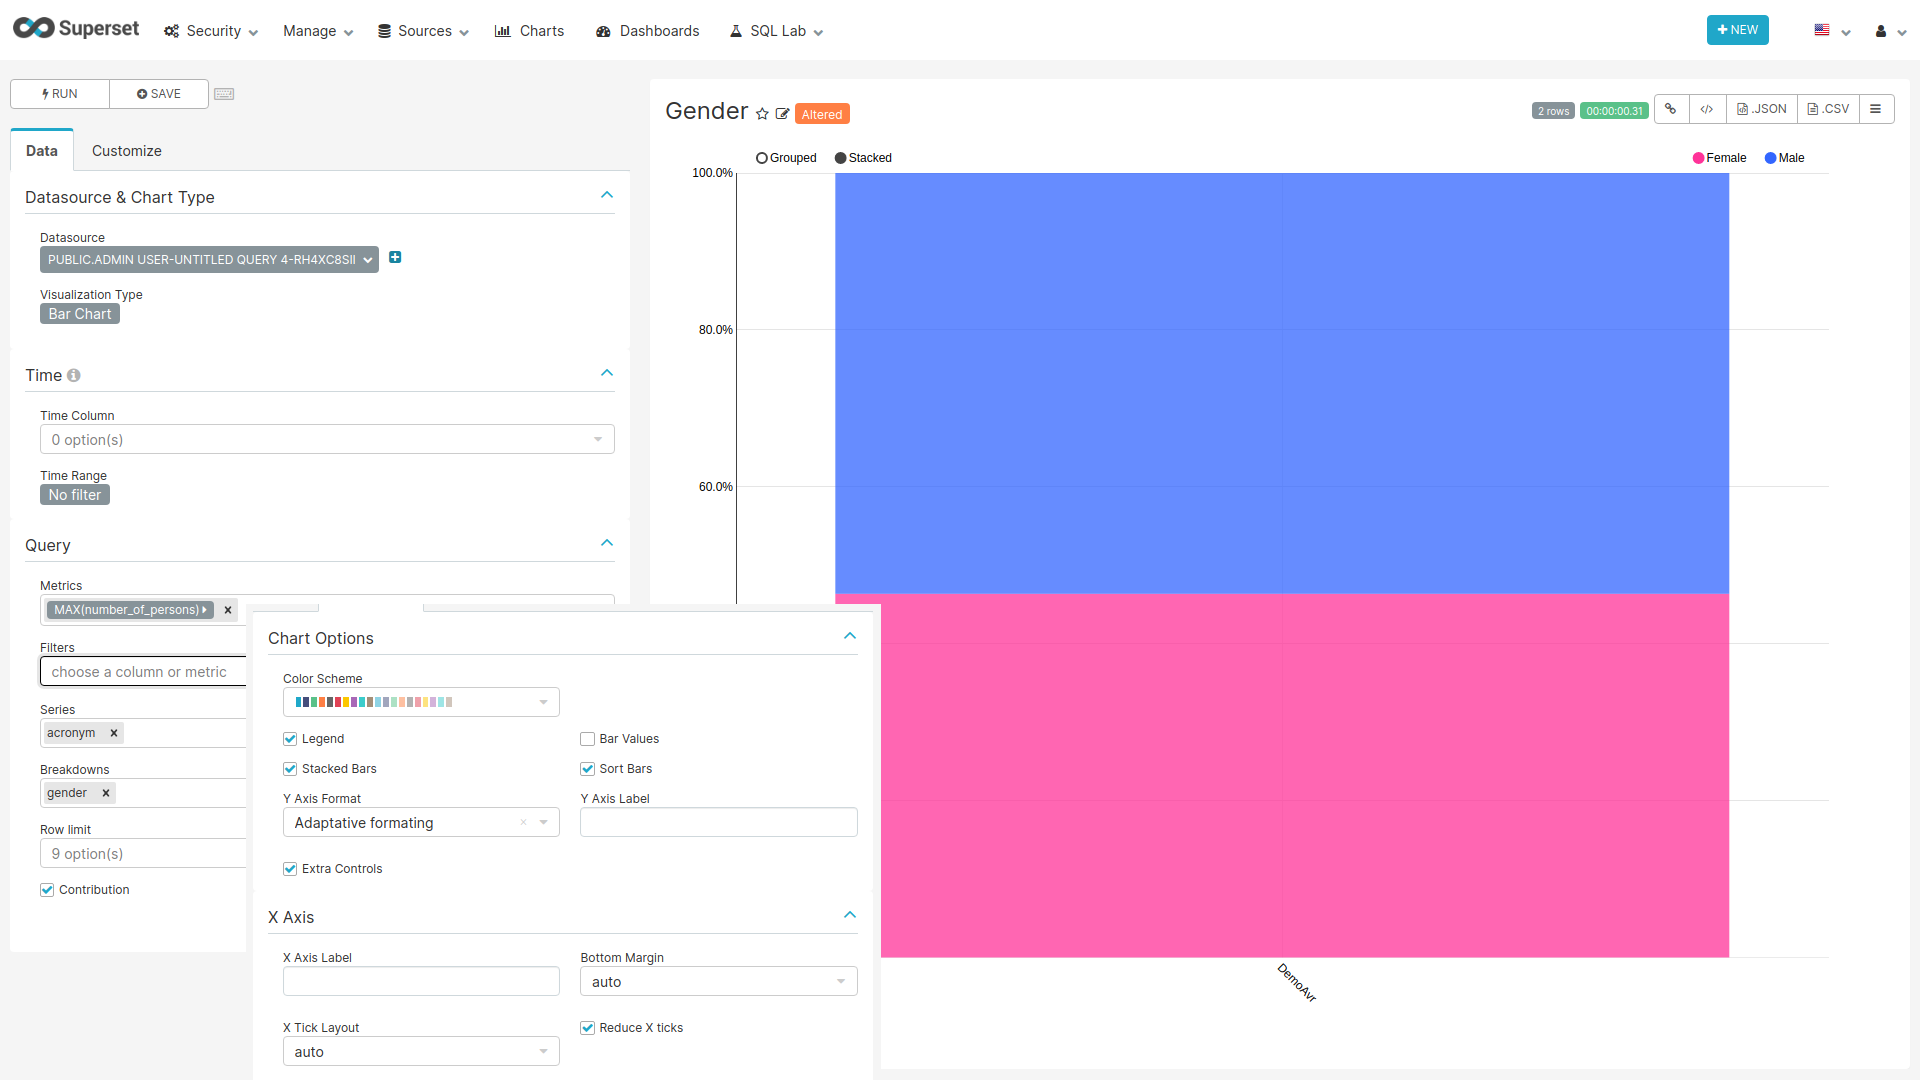 Superset Security Manage Sources Charts Dashboards SQL Lab + NEW
RUN SAVE
Data Customize
Datasource & Chart Type
Datasource
PUBLIC.ADMIN USER-UNTITLED QUERY 4-RH4XC8SII
Visualization Type
Bar Chart
Time
Time Column
0 option(s)
Time Range
No filter
Query
Metrics
MAX(number_of_persons) ×
Filters
choose a column or metric
Series
acronym ×
Breakdowns
gender ×
Row limit
9 option(s)
Contribution
Chart Options
Color Scheme
Legend Bar Values
Stacked Bars Sort Bars
Y Axis Format Y Axis Label
Adaptative formating ×
Extra Controls
X Axis
X Axis Label Bottom Margin
auto
X Tick Layout Reduce X ticks
auto
Gender Altered 2 rows 00:00:00.31 </> .JSON .CSV
Grouped Stacked Female Male
100.0%
80.0%
60.0%
DemoAvr